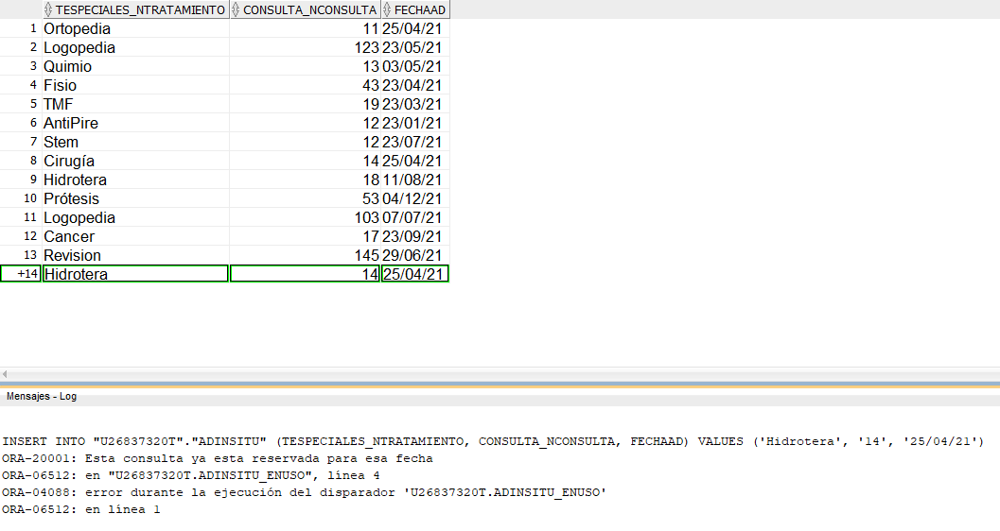 TESPECIALES_NTRATAMIENTO CONSULTA_NCONSULTA FECHAAD
1 Ortopedia 11 25/04/21
2 Logopedia 123 23/05/21
3 Quimio 13 03/05/21
4 Fisio 43 23/04/21
5 TMF 19 23/03/21
6 AntiPire 12 23/01/21
7 Stem 12 23/07/21
8 Cirugía 14 25/04/21
9 Hidrotera 18 11/08/21
10 Prótesis 53 04/12/21
11 Logopedia 103 07/07/21
12 Cancer 17 23/09/21
13 Revision 145 29/06/21
+14 Hidrotera 14 25/04/21
Mensajes - Log
INSERT INTO "U26837320T"."ADINSITU" (TESPECIALES_NTRATAMIENTO, CONSULTA_NCONSULTA, FECHAAD) VALUES ('Hidrotera', '14', '25/04/21')
ORA-20001: Esta consulta ya esta reservada para esa fecha
ORA-06512: en "U26837320T.ADINSITU_ENUSO", línea 4
ORA-04088: error durante la ejecución del disparador 'U26837320T.ADINSITU_ENUSO'
ORA-06512: en línea 1